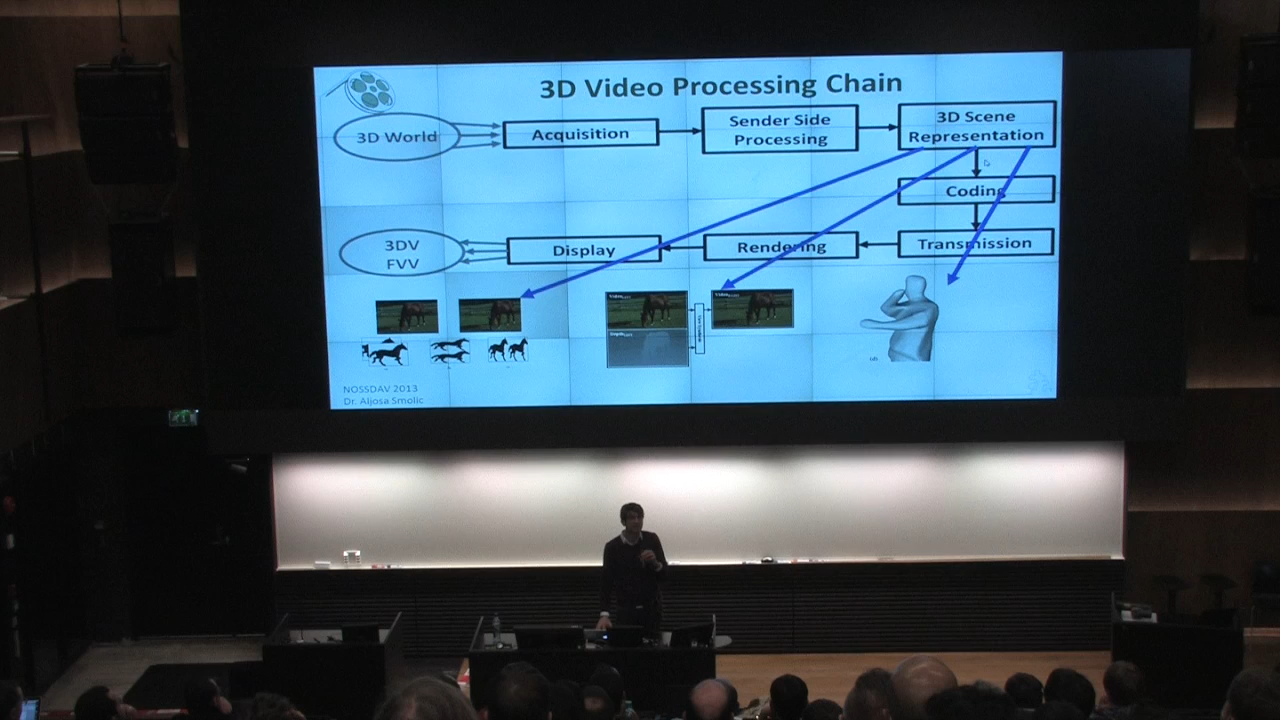 3D Video Processing Chain
3D World
Acquisition
Sender Side
Processing
3D Scene
Representation
Coding
3DV
FVV
Display
Rendering
Transmission
NOSSDAV 2013
Dr. Aljosa Smolic